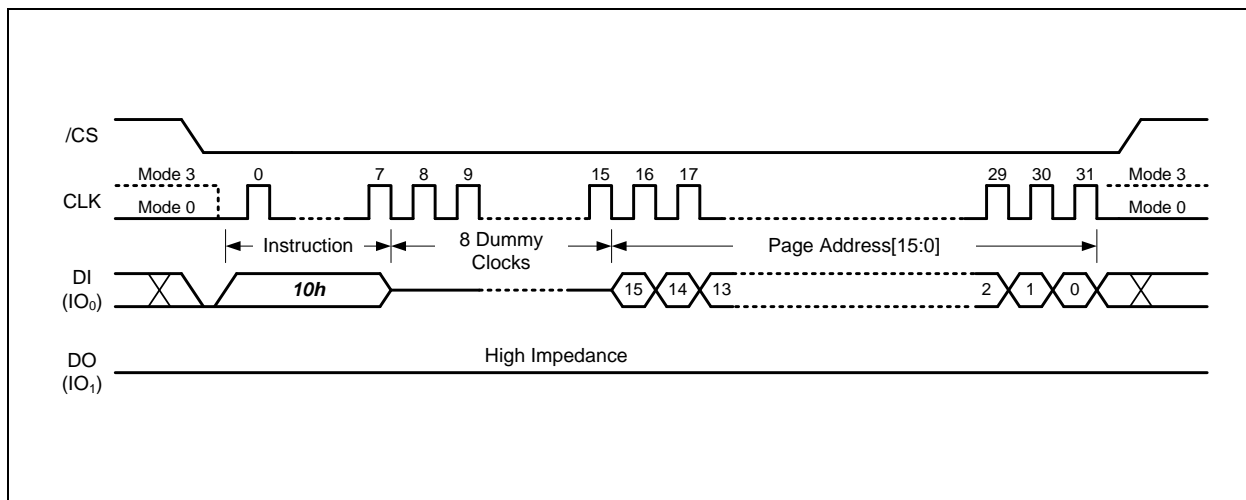 /CS
Mode 3 0 7 8 9 15 16 17 29 30 31 Mode 3
CLK
Mode 0 Mode 0
Instruction 8 Dummy Clocks Page Address[15:0]
DI
(IO₀)
10h 15 14 13 2 1 0
High Impedance
DO
(IO₁)